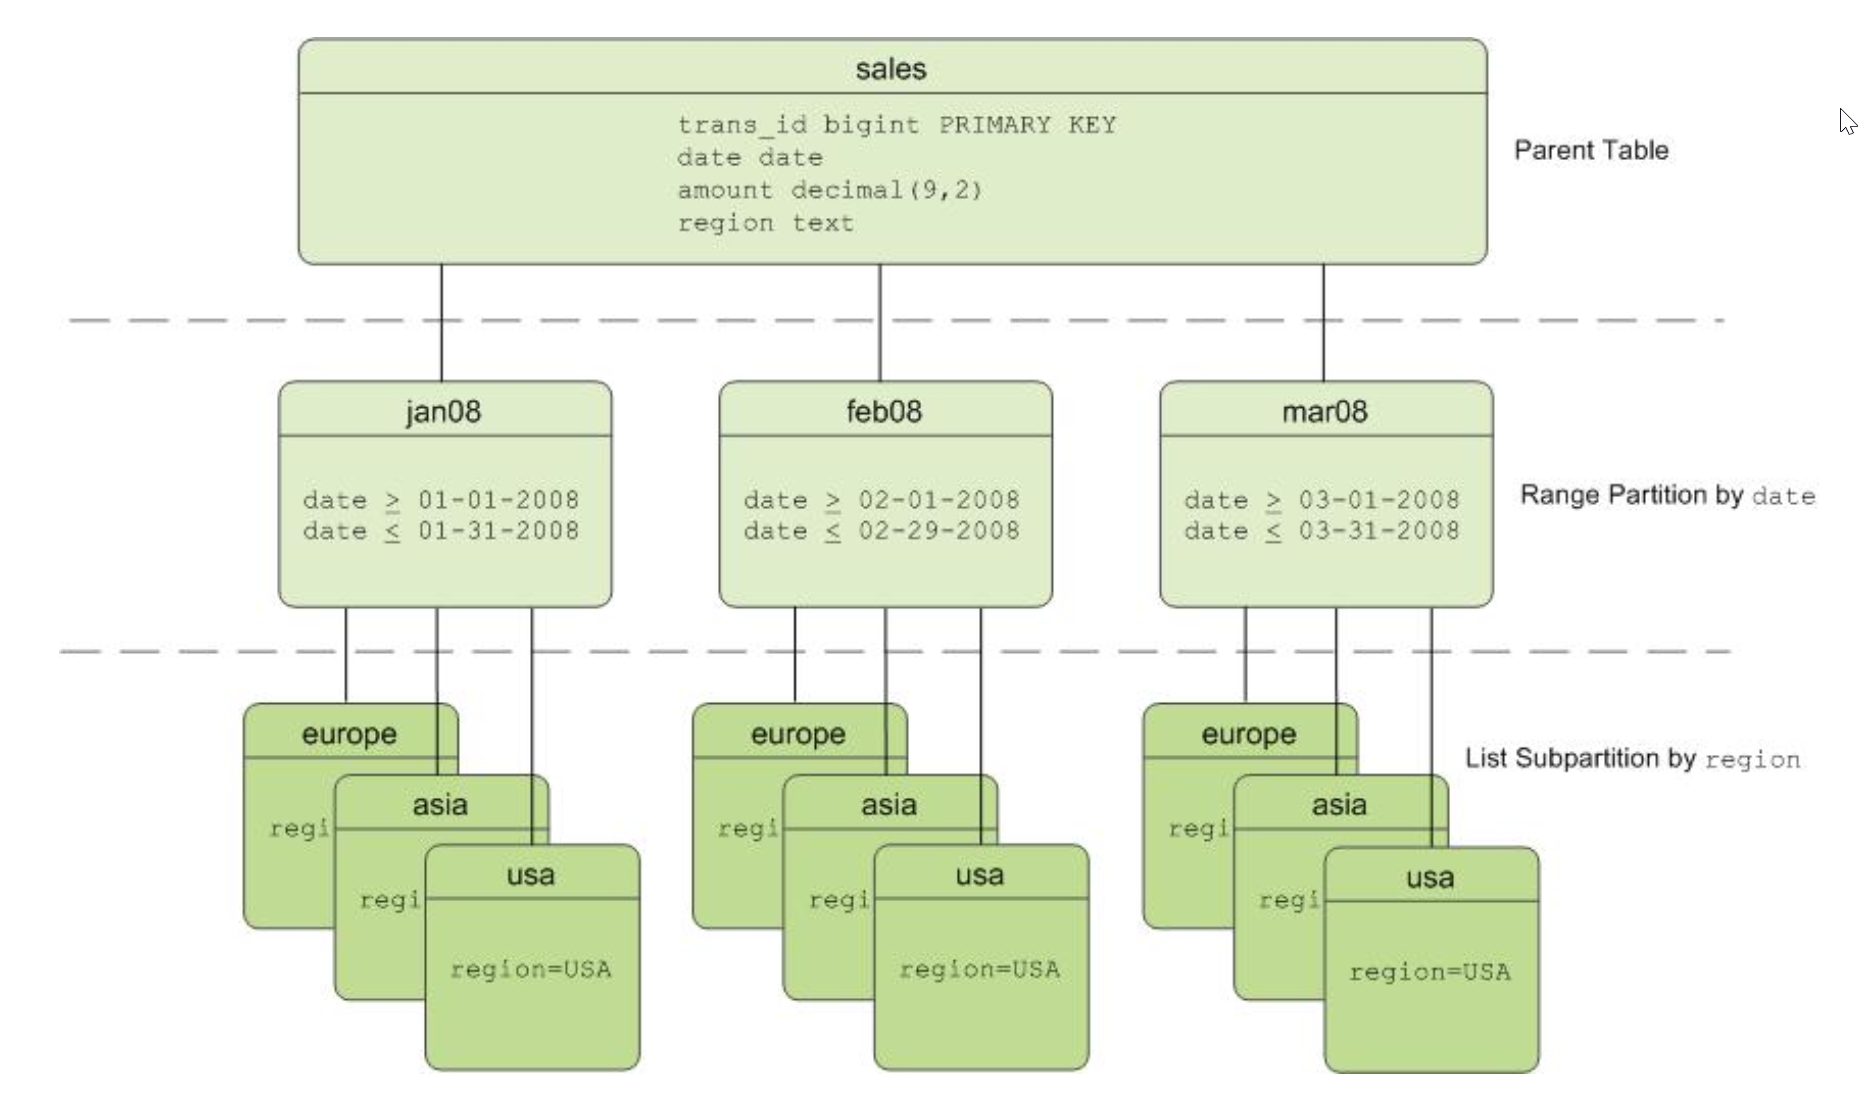 sales
trans_id bigint PRIMARY KEY
date date
amount decimal(9,2)
region text
Parent Table
jan08
date ≥ 01-01-2008
date ≤ 01-31-2008
feb08
date ≥ 02-01-2008
date ≤ 02-29-2008
mar08
date ≥ 03-01-2008
date ≤ 03-31-2008
Range Partition by date
europe
regi
asia
regi
usa
region=USA
europe
regi
asia
regi
usa
region=USA
europe
regi
asia
regi
usa
region=USA
List Subpartition by region